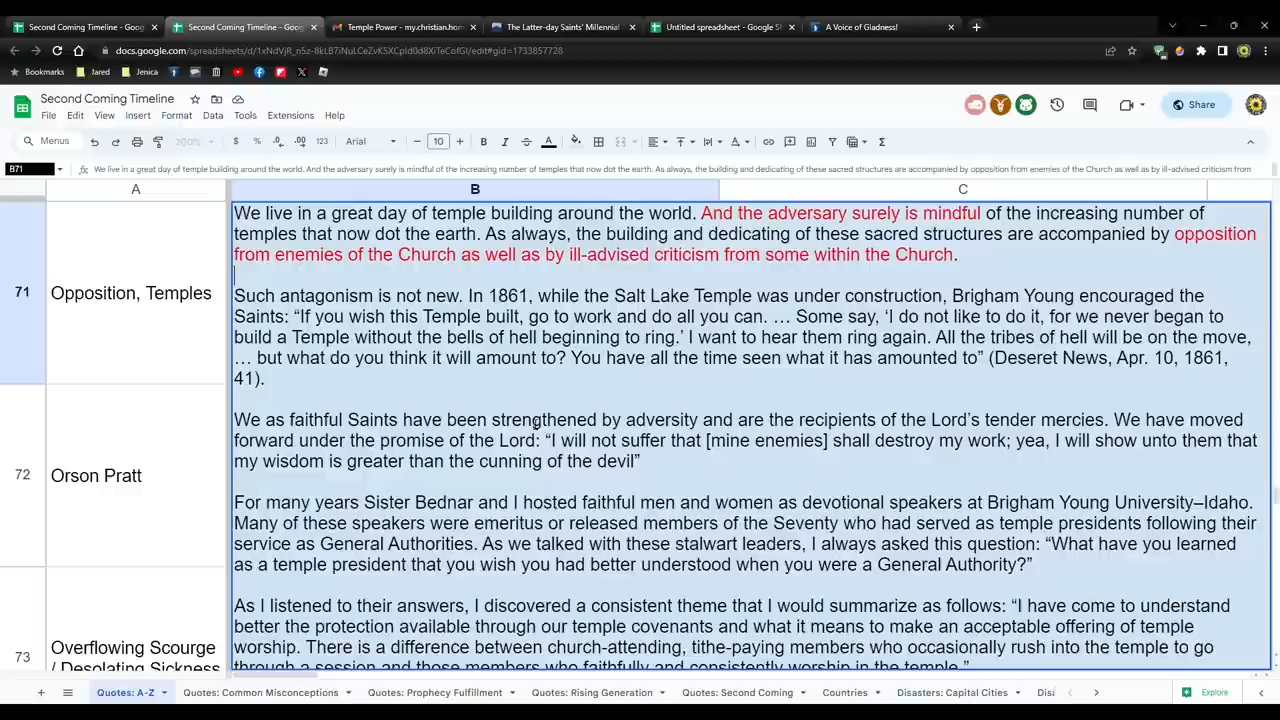 Second Coming Timeline - Goog
Second Coming Timeline - Goog
Temple Power - my.christian.hom
The Latter-day Saints' Millennial
Untitled spreadsheet - Google Sh
A Voice of Gladness!
docs.google.com/spreadsheets/d/1xNdVjR_n5z-8kLB7iNuLCeZvK5XCpId0d8XiTeCofGI/edit#gid=1733857728
Bookmarks
Jared
Jenica
Second Coming Timeline
File Edit View Insert Format Data Tools Extensions Help
Share
Menus
200%
$ % .0 .00 123
Arial
10
B I A
B71
We live in a great day of temple building around the world. And the adversary surely is mindful of the increasing number of temples that now dot the earth. As always, the building and dedicating of these sacred structures are accompanied by opposition from enemies of the Church as well as by ill-advised criticism from
A B C
71
Opposition, Temples
We live in a great day of temple building around the world. And the adversary surely is mindful of the increasing number of
temples that now dot the earth. As always, the building and dedicating of these sacred structures are accompanied by opposition
from enemies of the Church as well as by ill-advised criticism from some within the Church.
Such antagonism is not new. In 1861, while the Salt Lake Temple was under construction, Brigham Young encouraged the
Saints: “If you wish this Temple built, go to work and do all you can. … Some say, ‘I do not like to do it, for we never began to
build a Temple without the bells of hell beginning to ring.’ I want to hear them ring again. All the tribes of hell will be on the move,
… but what do you think it will amount to? You have all the time seen what it has amounted to” (Deseret News, Apr. 10, 1861,
41).
We as faithful Saints have been strengthened by adversity and are the recipients of the Lord’s tender mercies. We have moved
forward under the promise of the Lord: “I will not suffer that [mine enemies] shall destroy my work; yea, I will show unto them that
my wisdom is greater than the cunning of the devil”
72
Orson Pratt
For many years Sister Bednar and I hosted faithful men and women as devotional speakers at Brigham Young University–Idaho.
Many of these speakers were emeritus or released members of the Seventy who had served as temple presidents following their
service as General Authorities. As we talked with these stalwart leaders, I always asked this question: “What have you learned
as a temple president that you wish you had better understood when you were a General Authority?”
As I listened to their answers, I discovered a consistent theme that I would summarize as follows: “I have come to understand
better the protection available through our temple covenants and what it means to make an acceptable offering of temple
worship. There is a difference between church-attending, tithe-paying members who occasionally rush into the temple to go
through a session and those members who faithfully and consistently worship in the temple.”
73
Overflowing Scourge
/ Desolating Sickness
Quotes: A-Z
Quotes: Common Misconceptions
Quotes: Prophecy Fulfillment
Quotes: Rising Generation
Quotes: Second Coming
Countries
Disasters: Capital Cities
Disa
Explore